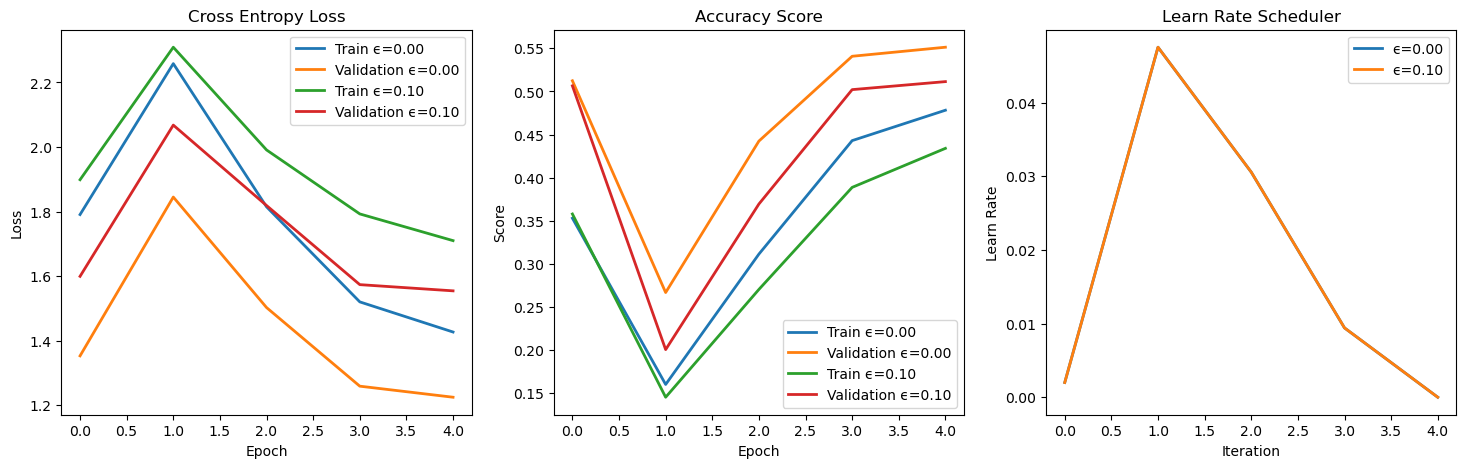 Cross Entropy Loss
Loss
2.2
2.0
1.8
1.6
1.4
1.2
Train ϵ=0.00
Validation ϵ=0.00
Train ϵ=0.10
Validation ϵ=0.10
0.0 0.5 1.0 1.5 2.0 2.5 3.0 3.5 4.0
Epoch
Accuracy Score
Score
0.55
0.50
0.45
0.40
0.35
0.30
0.25
0.20
0.15
Train ϵ=0.00
Validation ϵ=0.00
Train ϵ=0.10
Validation ϵ=0.10
0.0 0.5 1.0 1.5 2.0 2.5 3.0 3.5 4.0
Epoch
Learn Rate Scheduler
Learn Rate
0.04
0.03
0.02
0.01
0.00
ϵ=0.00
ϵ=0.10
0.0 0.5 1.0 1.5 2.0 2.5 3.0 3.5 4.0
Iteration